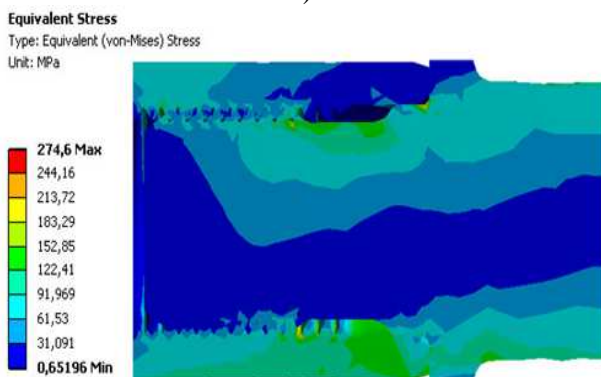 )
Equivalent Stress
Type: Equivalent (von-Mises) Stress
Unit: MPa
274,6 Max
244,16
213,72
183,29
152,85
122,41
91,969
61,53
31,091
0,65196 Min